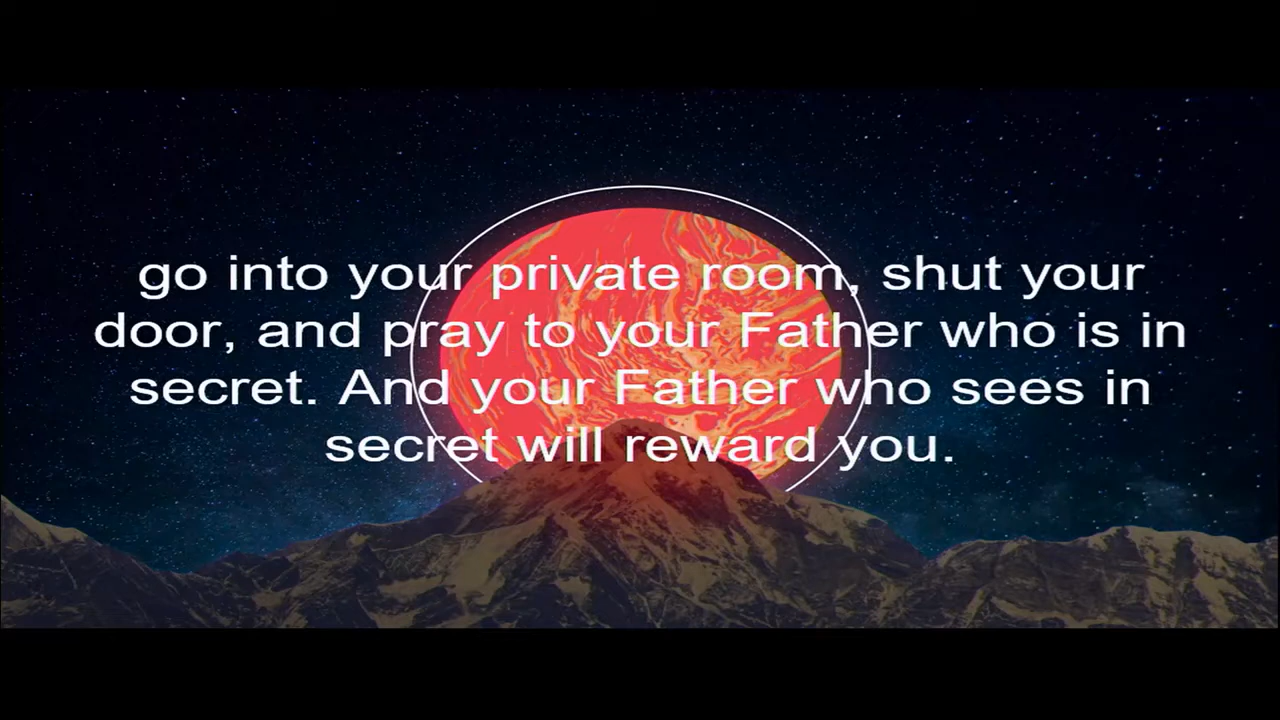 go into your private room, shut your
door, and pray to your Father who is in
secret. And your Father who sees in
secret will reward you.